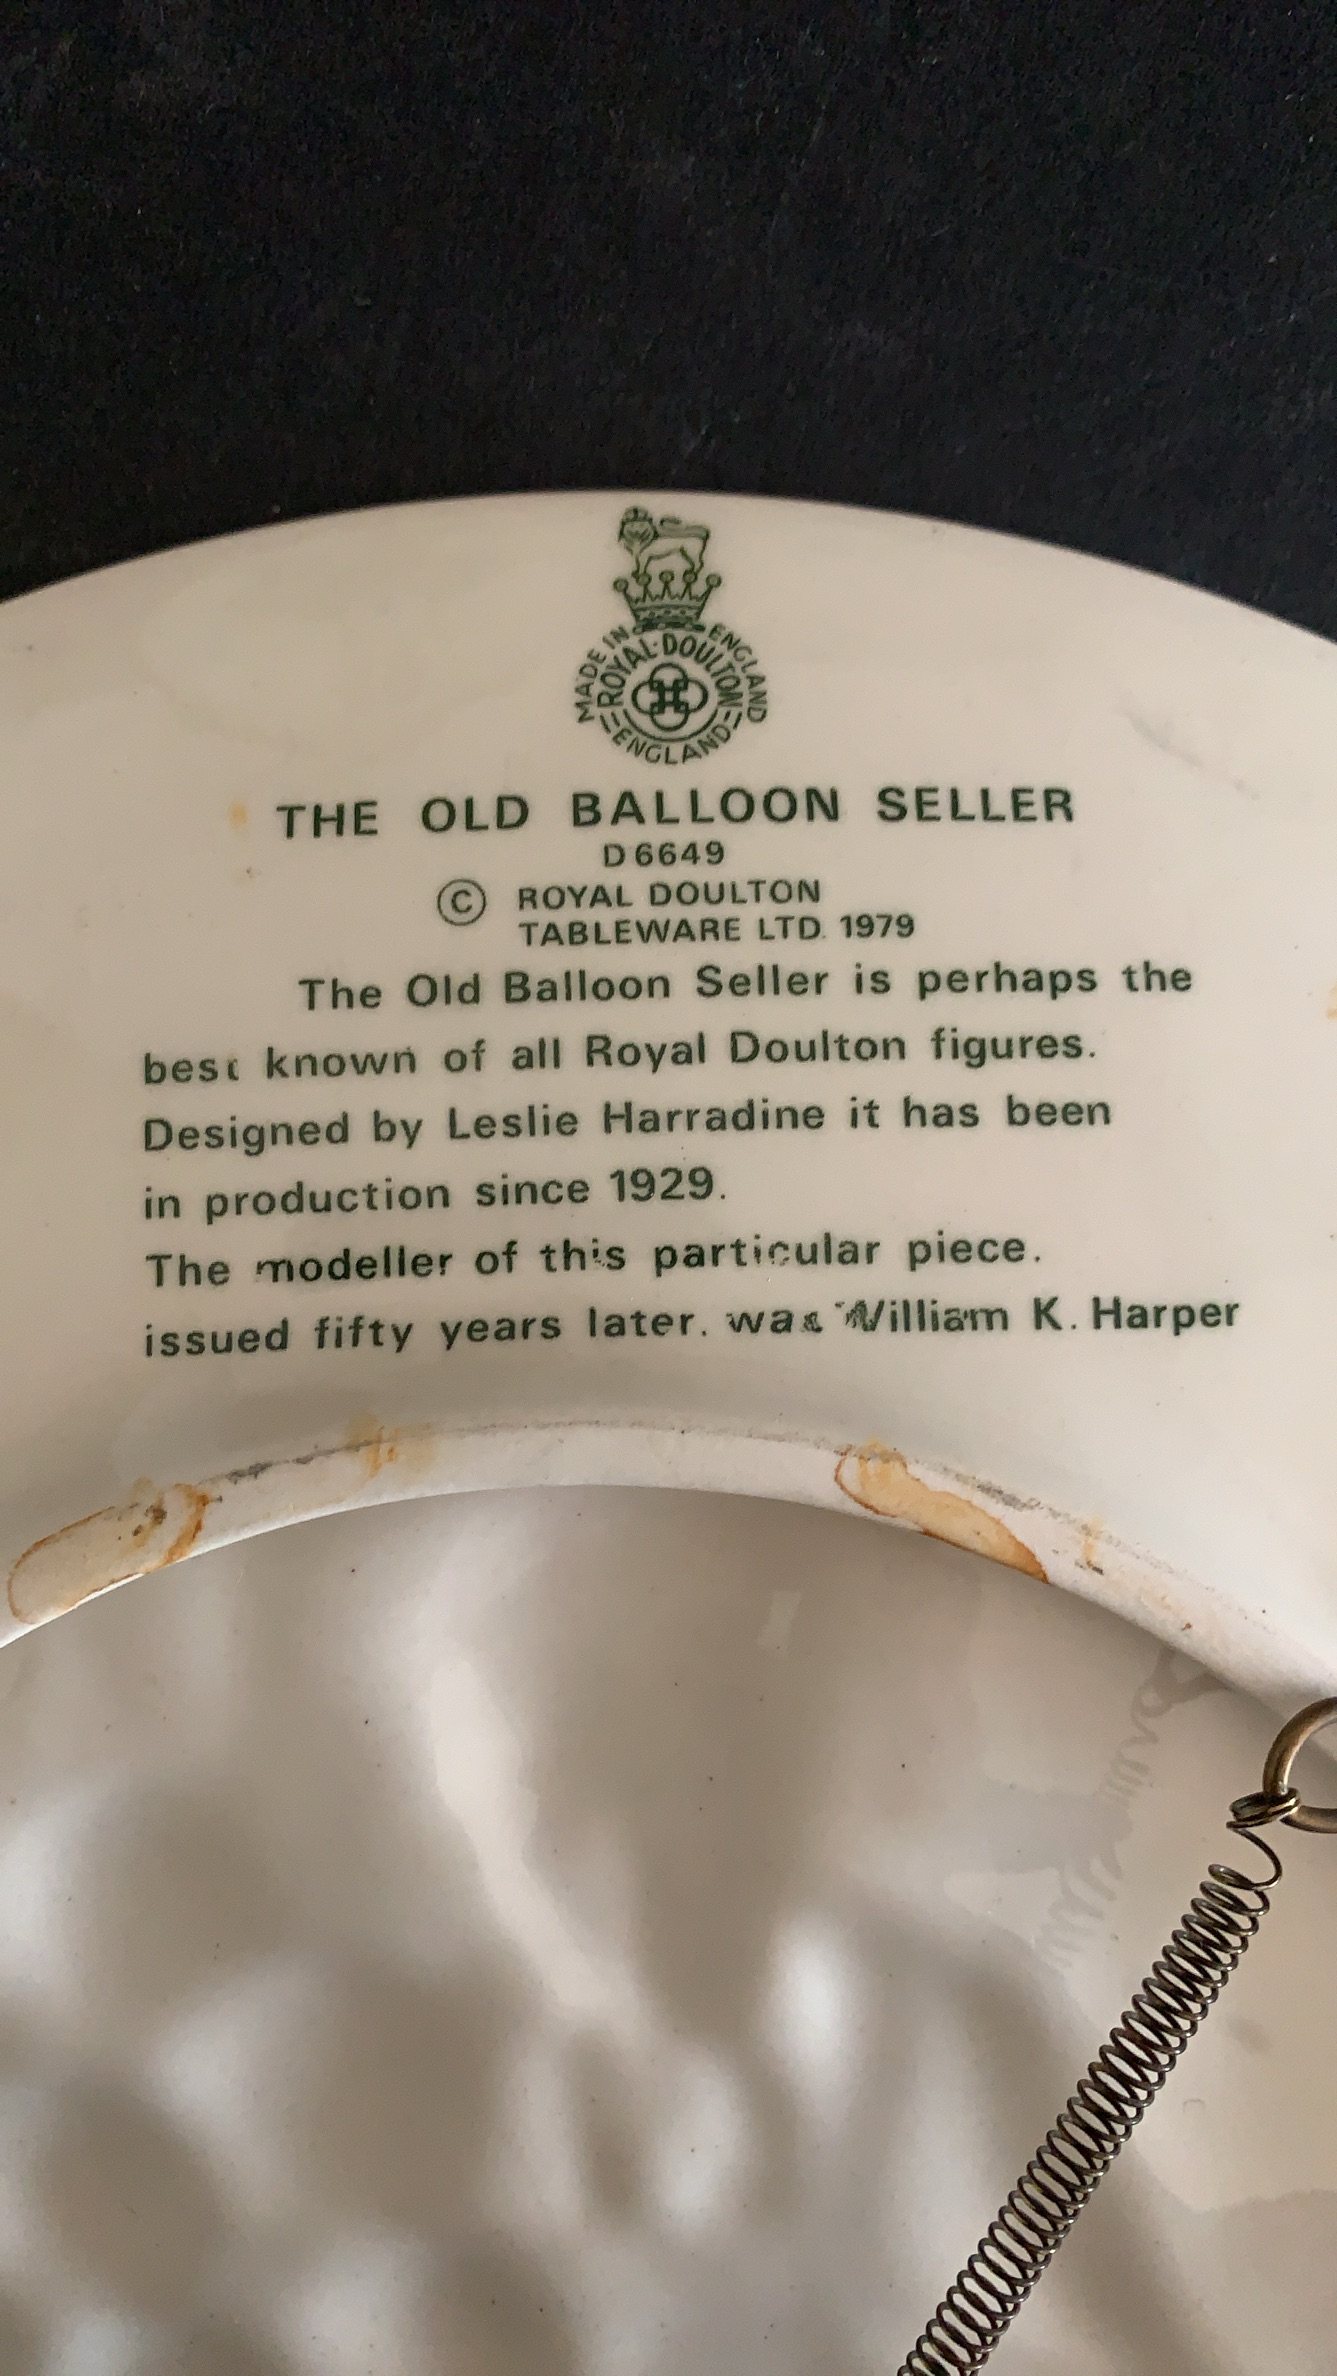 MADE IN ENGLAND
ROYAL·DOULTON
ENGLAND
THE OLD BALLOON SELLER
D6649
© ROYAL DOULTON
TABLEWARE LTD. 1979
The Old Balloon Seller is perhaps the
best known of all Royal Doulton figures.
Designed by Leslie Harradine it has been
in production since 1929.
The modeller of this particular piece.
issued fifty years later. was William K. Harper